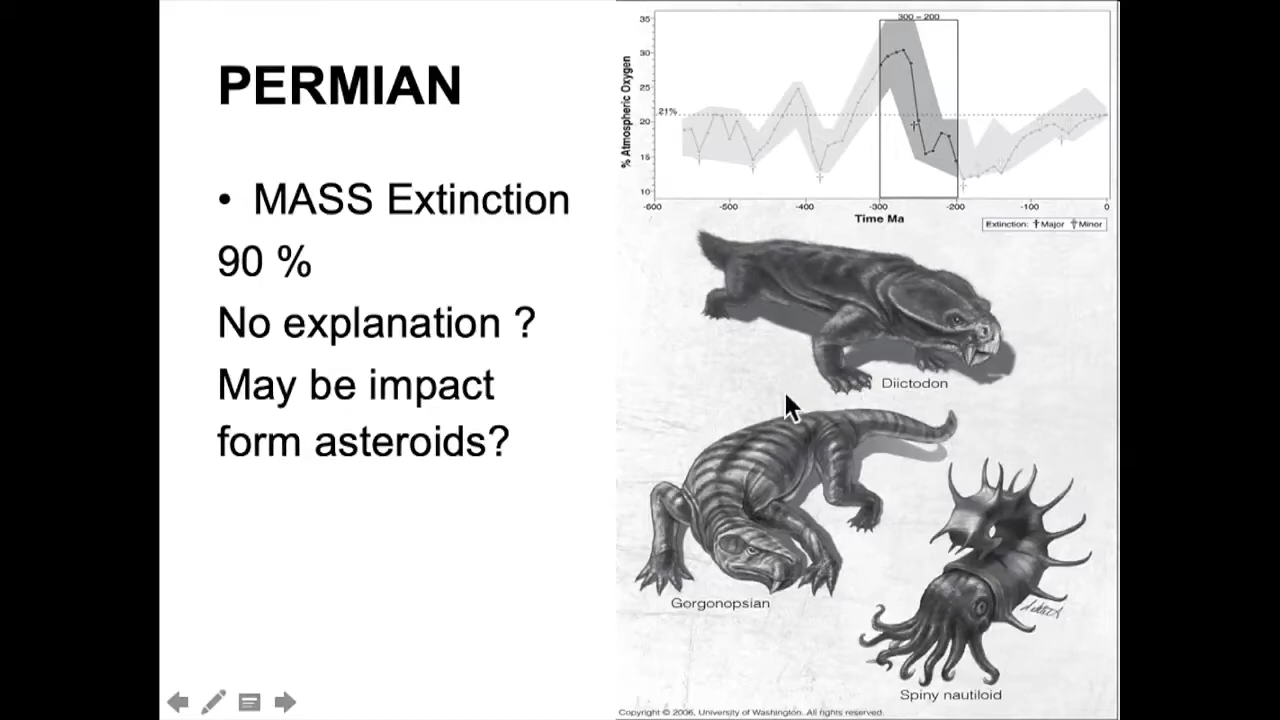 PERMIAN
• MASS Extinction
90 %
No explanation ?
May be impact
form asteroids?
300 – 200
35
30
25
21%
20
15
10
% Atmospheric Oxygen
-600 -500 -400 -300 -200 -100 0
Time Ma
Extinction: †Major †Minor
Diictodon
Gorgonopsian
Spiny nautiloid
Copyright © 2006, University of Washington. All rights reserved.